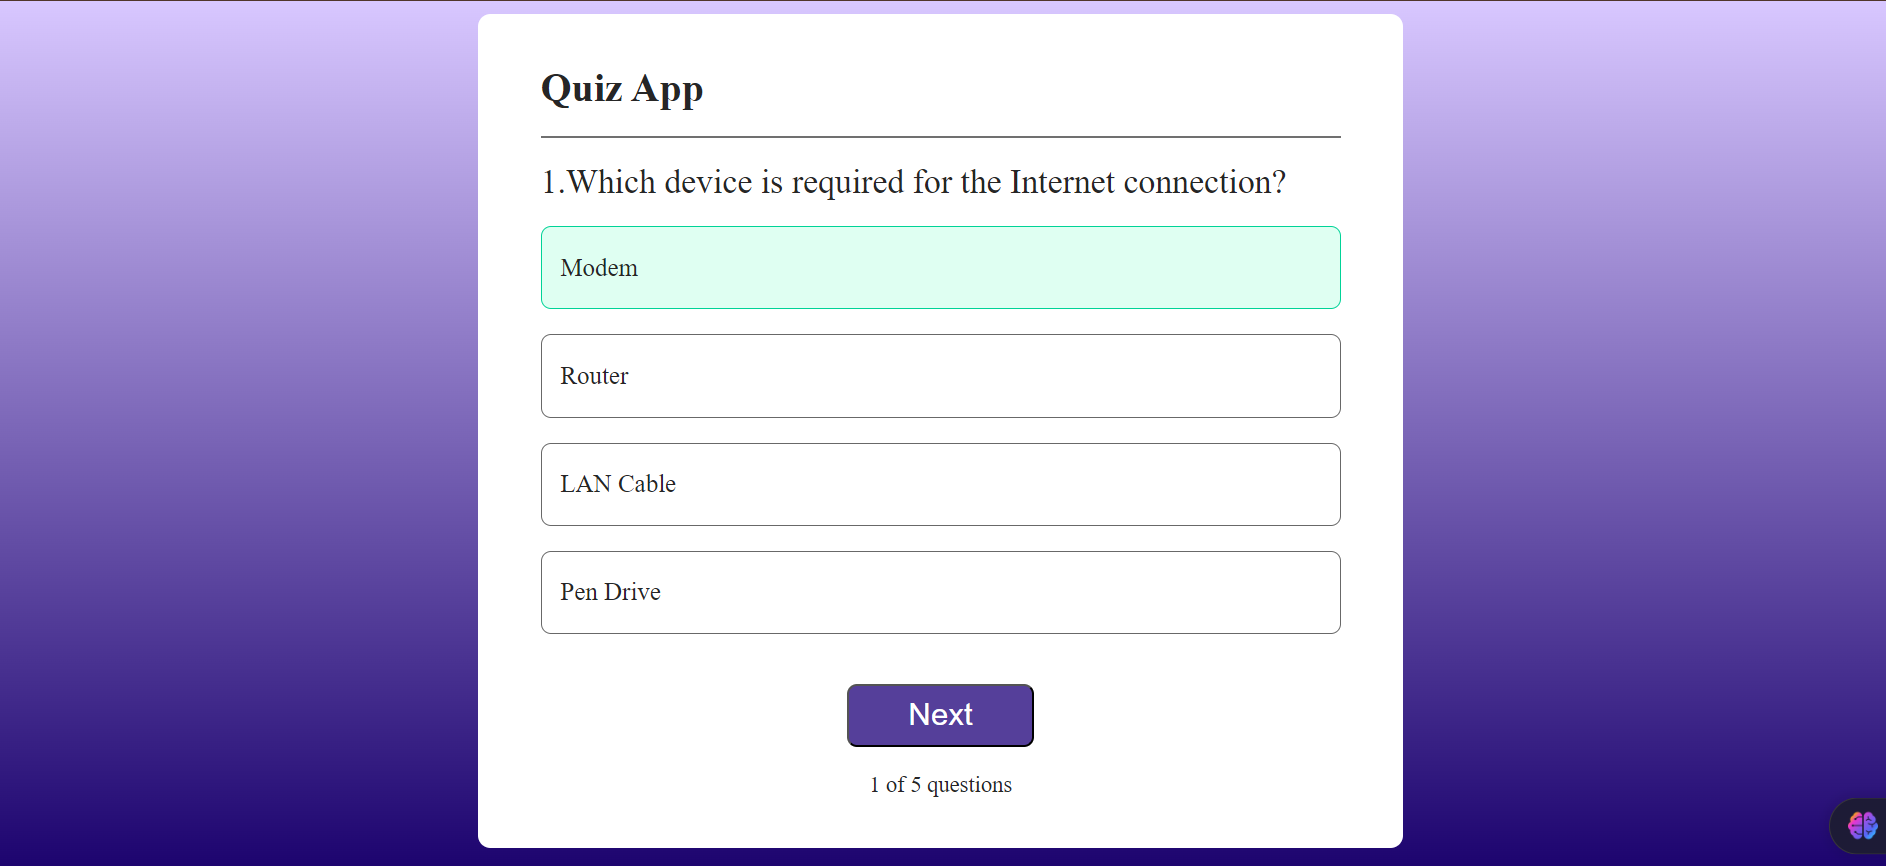 Quiz App
1.Which device is required for the Internet connection?
Modem
Router
LAN Cable
Pen Drive
Next
1 of 5 questions